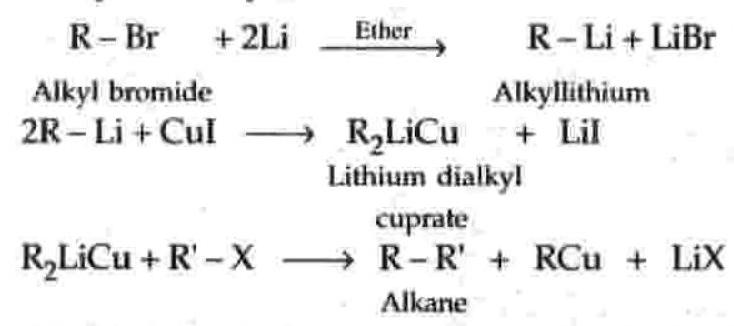 R – Br + 2Li Ether⟶ R – Li + LiBr
Alkyl bromide Alkyllithium
2R – Li + CuI ⟶ R₂LiCu + LiI
Lithium dialkyl
cuprate
R₂LiCu + R' – X ⟶ R – R' + RCu + LiX
Alkane